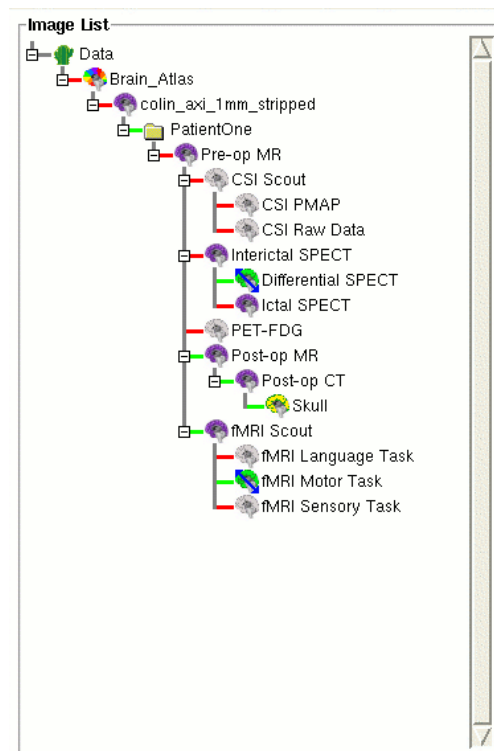 Image List
Data
Brain_Atlas
colin_axi_1mm_stripped
PatientOne
Pre-op MR
CSI Scout
CSI PMAP
CSI Raw Data
Interictal SPECT
Differential SPECT
Ictal SPECT
PET-FDG
Post-op MR
Post-op CT
Skull
fMRI Scout
fMRI Language Task
fMRI Motor Task
fMRI Sensory Task